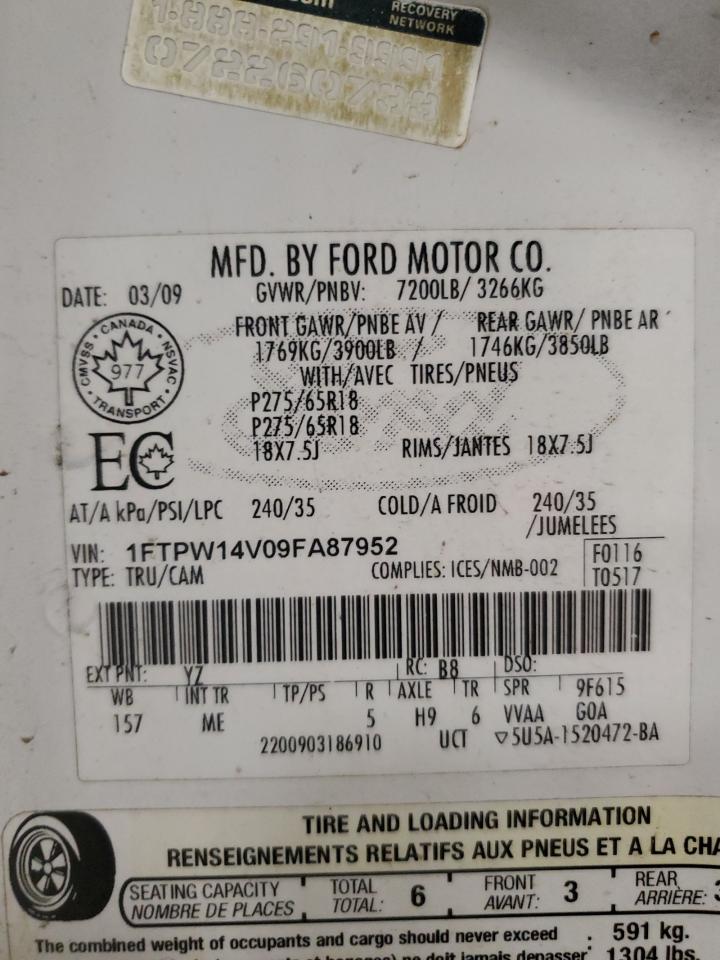 RECOVERY
NETWORK
MFD. BY FORD MOTOR CO.
DATE: 03/09 GVWR/PNBV: 7200LB/ 3266KG
CANADA
CMVSS NSVAC
977
TRANSPORT
FRONT GAWR/PNBE AV / REAR GAWR/ PNBE AR
1769KG/3900LB / 1746KG/3850LB
WITH/AVEC TIRES/PNEUS
P275/65R18
P275/65R18
18X7.5J RIMS/JANTES 18X7.5J
EC
AT/A kPa/PSI/LPC 240/35 COLD/A FROID 240/35
/JUMELEES
VIN: 1FTPW14V09FA87952 F0116
TYPE: TRU/CAM COMPLIES: ICES/NMB-002 T0517
EXT PNT: YZ RC: B8 DSO:
WB INT TR TP/PS R AXLE TR SPR 9F615
157 ME 5 H9 6 VVAA GOA
2200903186910 UCT ▽5U5A-1520472-BA
TIRE AND LOADING INFORMATION
RENSEIGNEMENTS RELATIFS AUX PNEUS ET A LA
SEATING CAPACITY TOTAL 6 FRONT 3 REAR
NOMBRE DE PLACES TOTAL: AVANT: ARRIÈRE:
The combined weight of occupants and cargo should never exceed : 591 kg.
jamais depasser 1304 lbs.